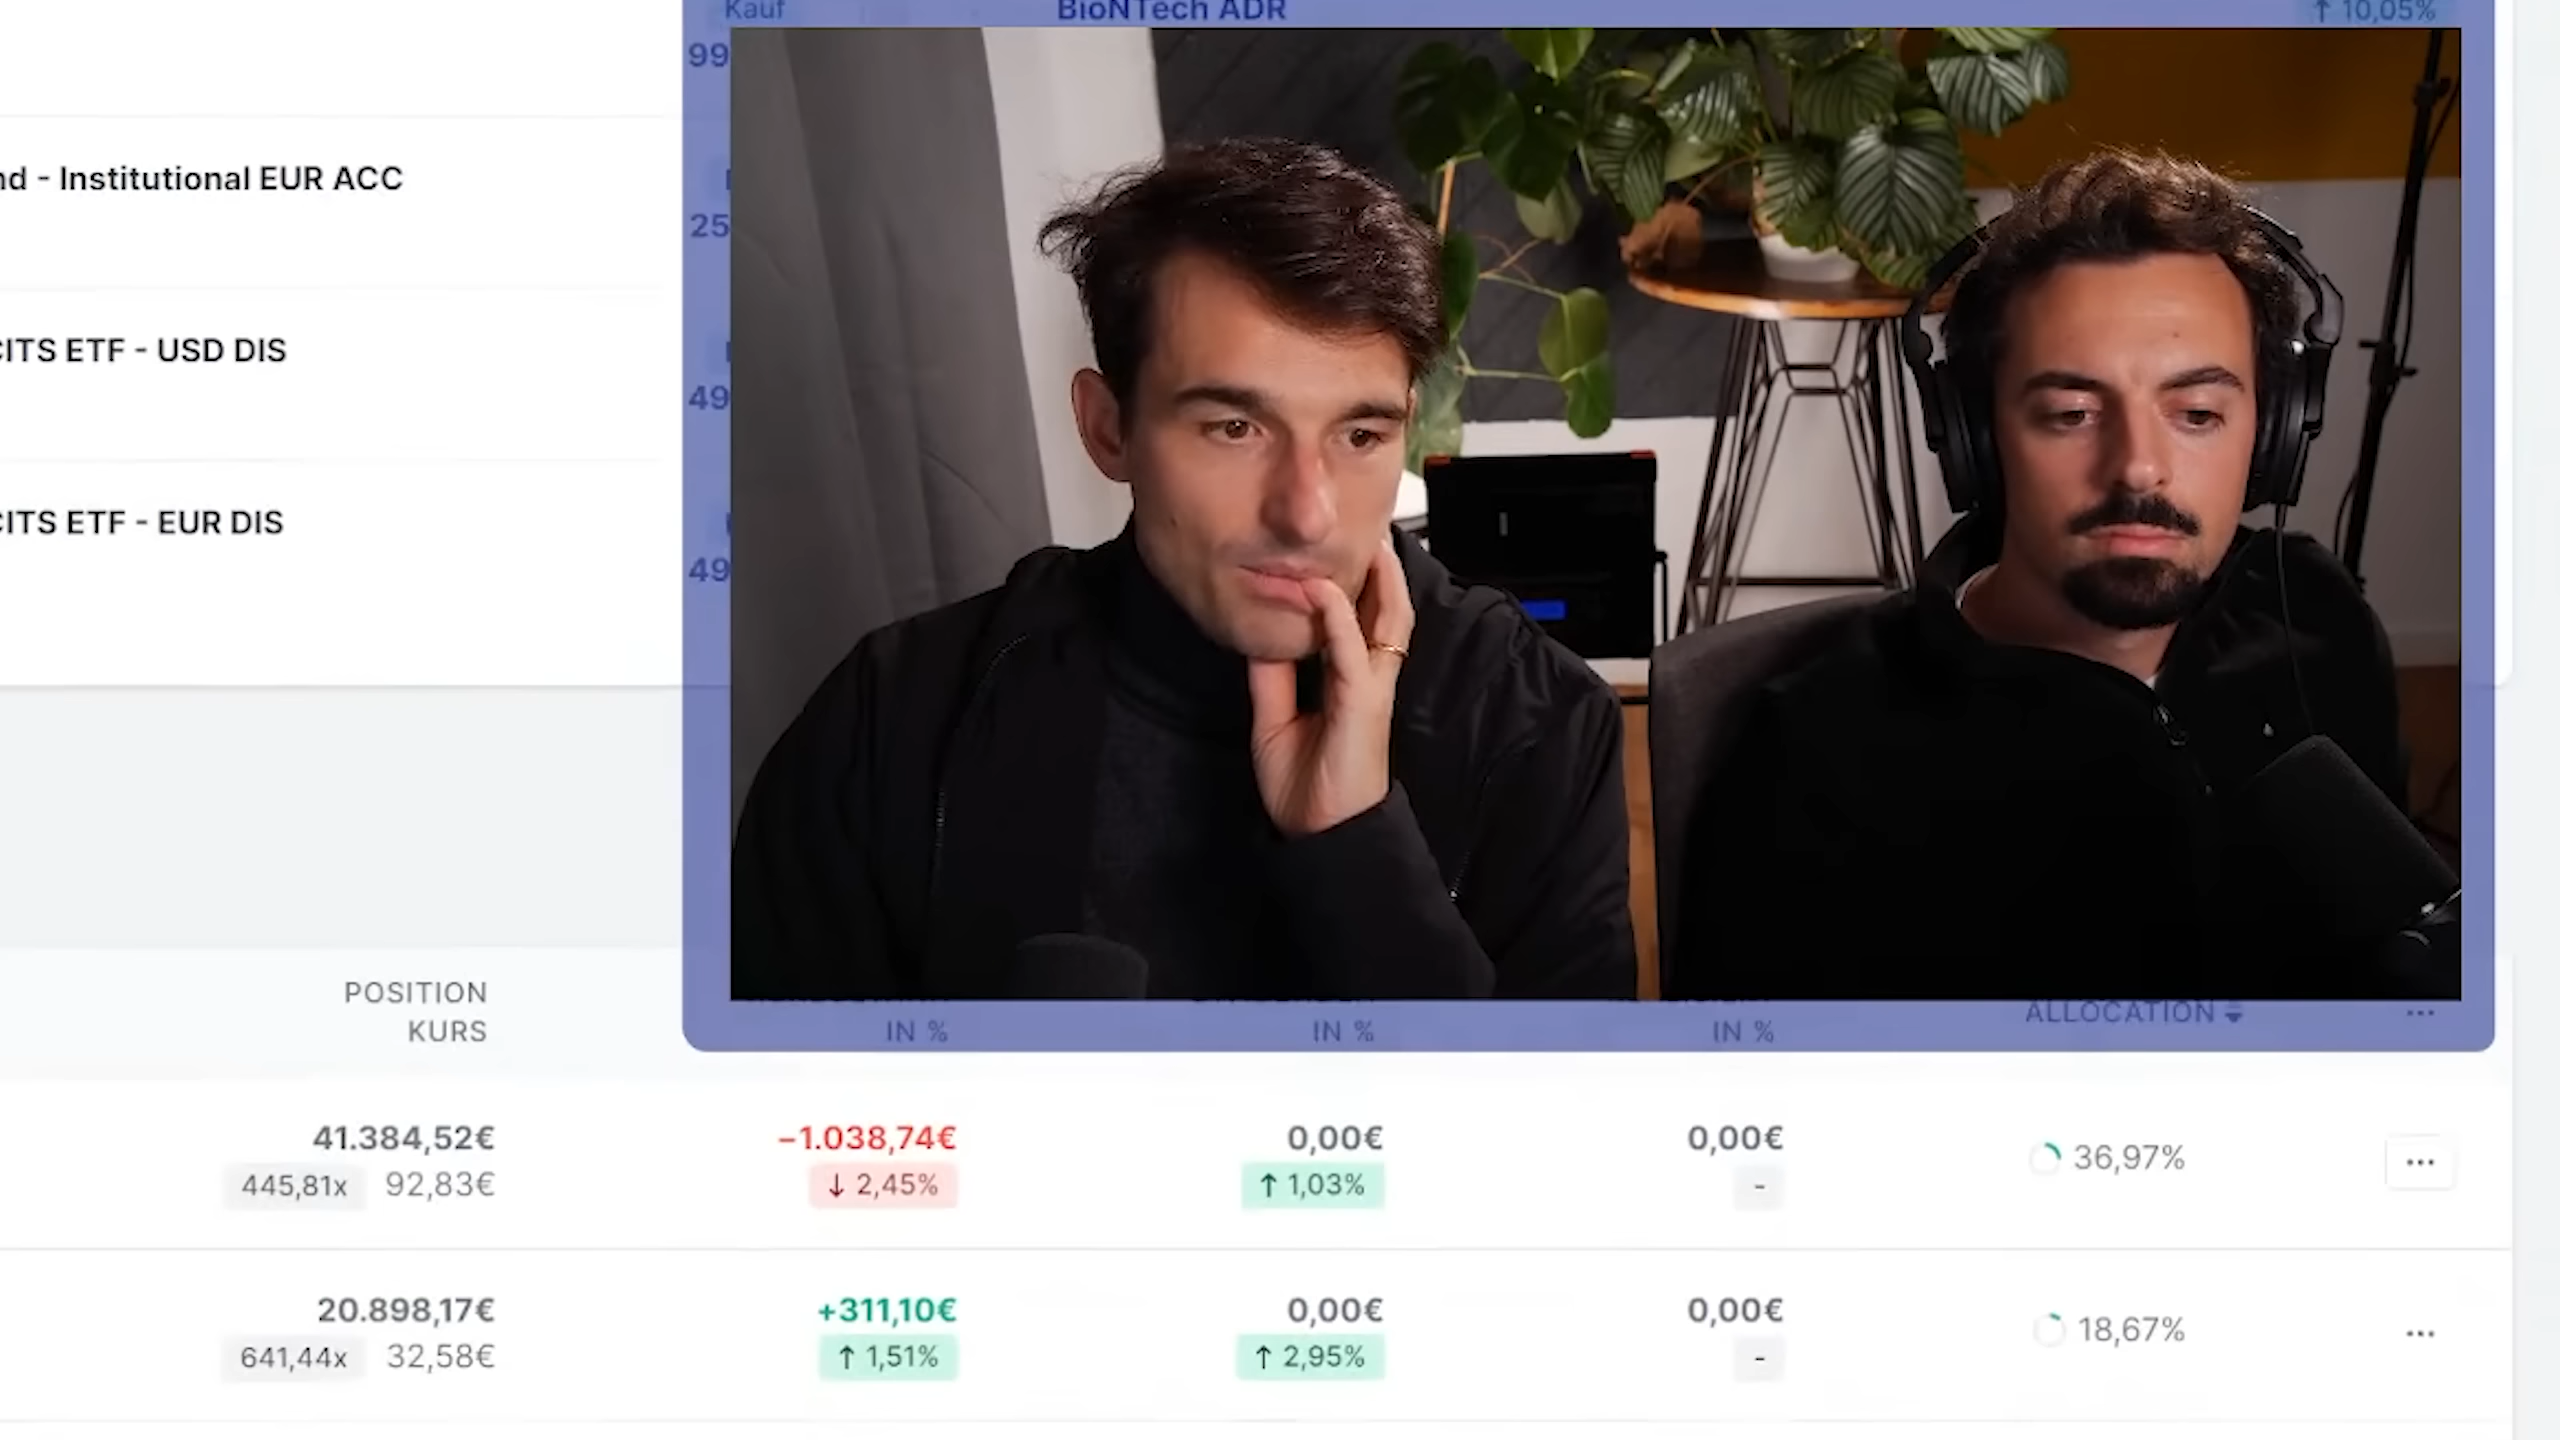 Kauf
BioNTech ADR
↑ 10,05%
99
nd - Institutional EUR ACC
25
CITS ETF - USD DIS
49
CITS ETF - EUR DIS
49
POSITION
KURS
IN %
IN %
IN %
ALLOCATION
...
41.384,52€
−1.038,74€
0,00€
0,00€
36,97%
...
445,81x
92,83€
↓ 2,45%
↑ 1,03%
-
20.898,17€
+311,10€
0,00€
0,00€
18,67%
...
641,44x
32,58€
↑ 1,51%
↑ 2,95%
-